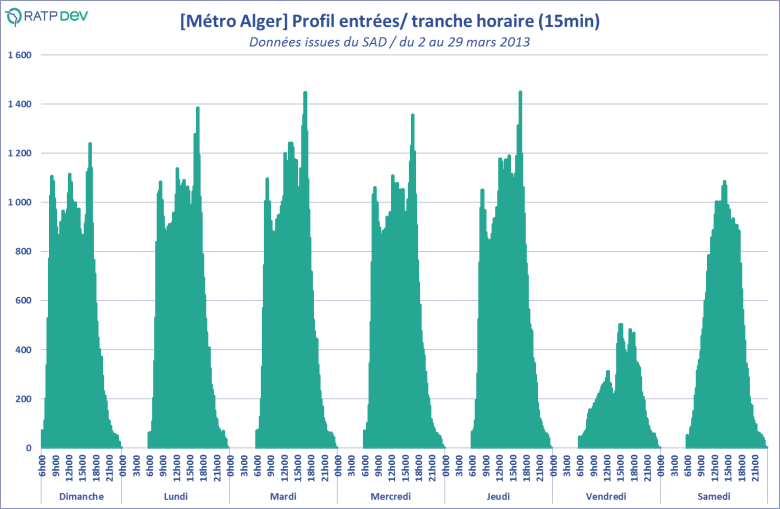 RATP DEV
[Métro Alger] Profil entrées/ tranche horaire (15min)
Données issues du SAD / du 2 au 29 mars 2013
1 600
1 400
1 200
1 000
800
600
400
200
0
6h00 9h00 12h00 15h00 18h00 21h00 0h00 3h00 6h00 9h00 12h00 15h00 18h00 21h00 0h00 3h00 6h00 9h00 12h00 15h00 18h00 21h00 0h00 3h00 6h00 9h00 12h00 15h00 18h00 21h00 0h00 3h00 6h00 9h00 12h00 15h00 18h00 21h00 0h00 3h00 6h00 9h00 12h00 15h00 18h00 21h00 0h00 3h00 6h00 9h00 12h00 15h00 18h00 21h00
Dimanche Lundi Mardi Mercredi Jeudi Vendredi Samedi